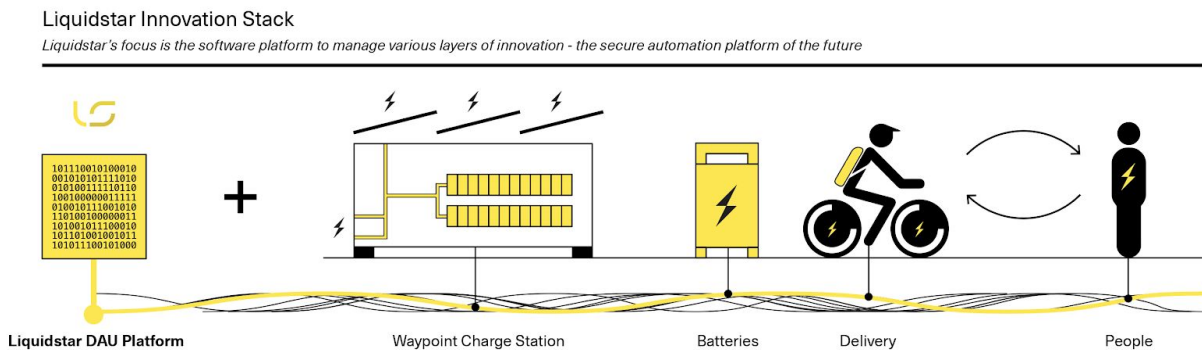 Liquidstar Innovation Stack
Liquidstar's focus is the software platform to manage various layers of innovation - the secure automation platform of the future
LS
101110010100010
001010101111010
010100111110110
100100000011111
010010111001010
110100100000011
101001011100010
101101001001011
101011100101000
+
Liquidstar DAU Platform
Waypoint Charge Station
Batteries
Delivery
People